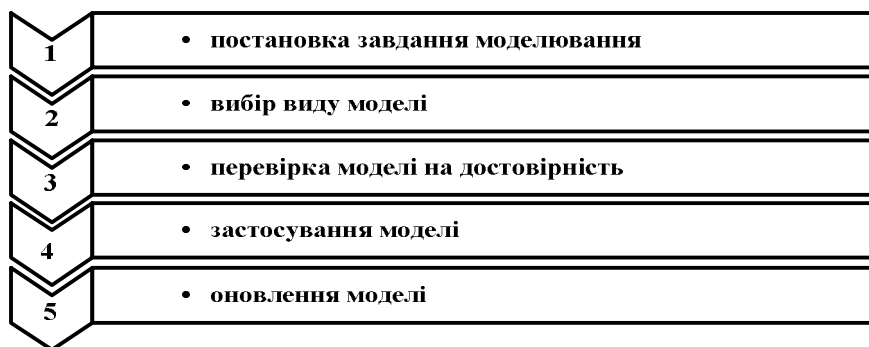 1 • постановка завдання моделювання
2 • вибір виду моделі
3 • перевірка моделі на достовірність
4 • застосування моделі
5 • оновлення моделі